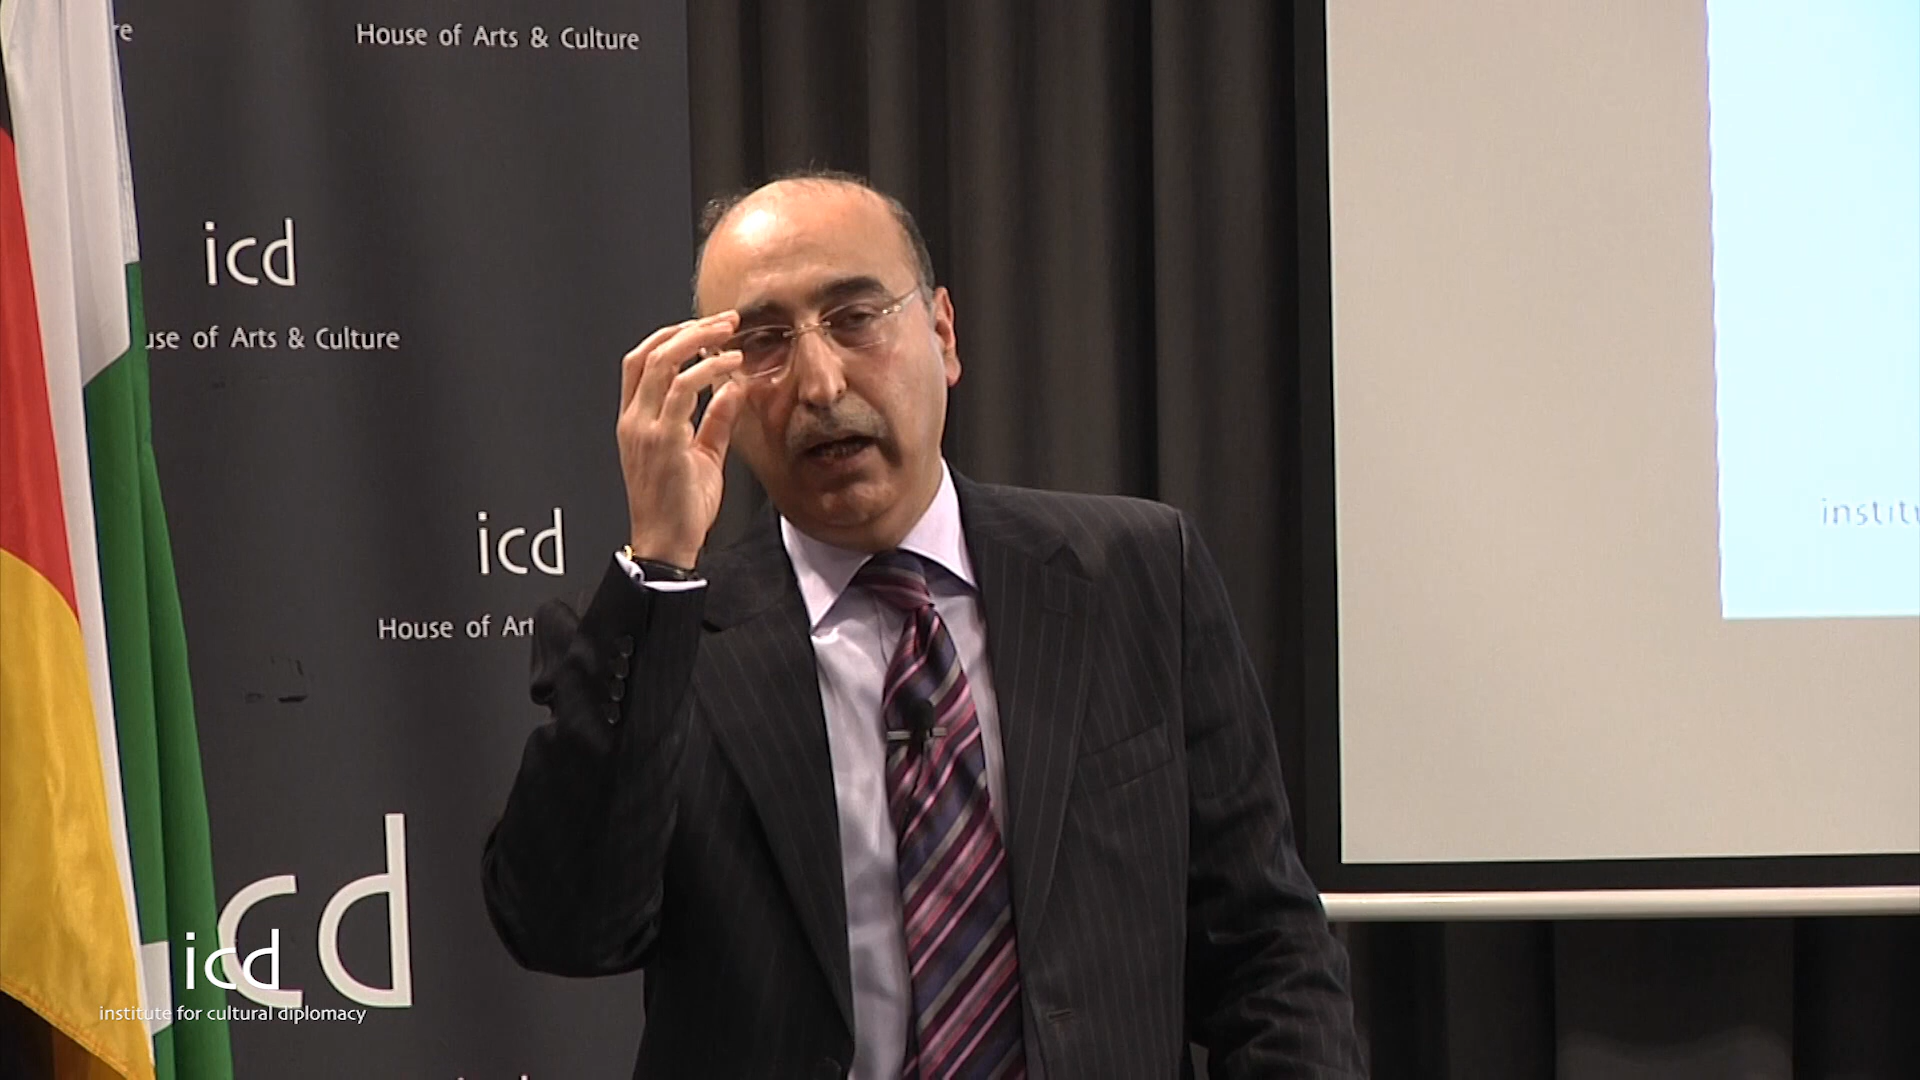 re
House of Arts & Culture
icd
use of Arts & Culture
icd
House of Art
institu
icd
icd
institute for cultural diplomacy